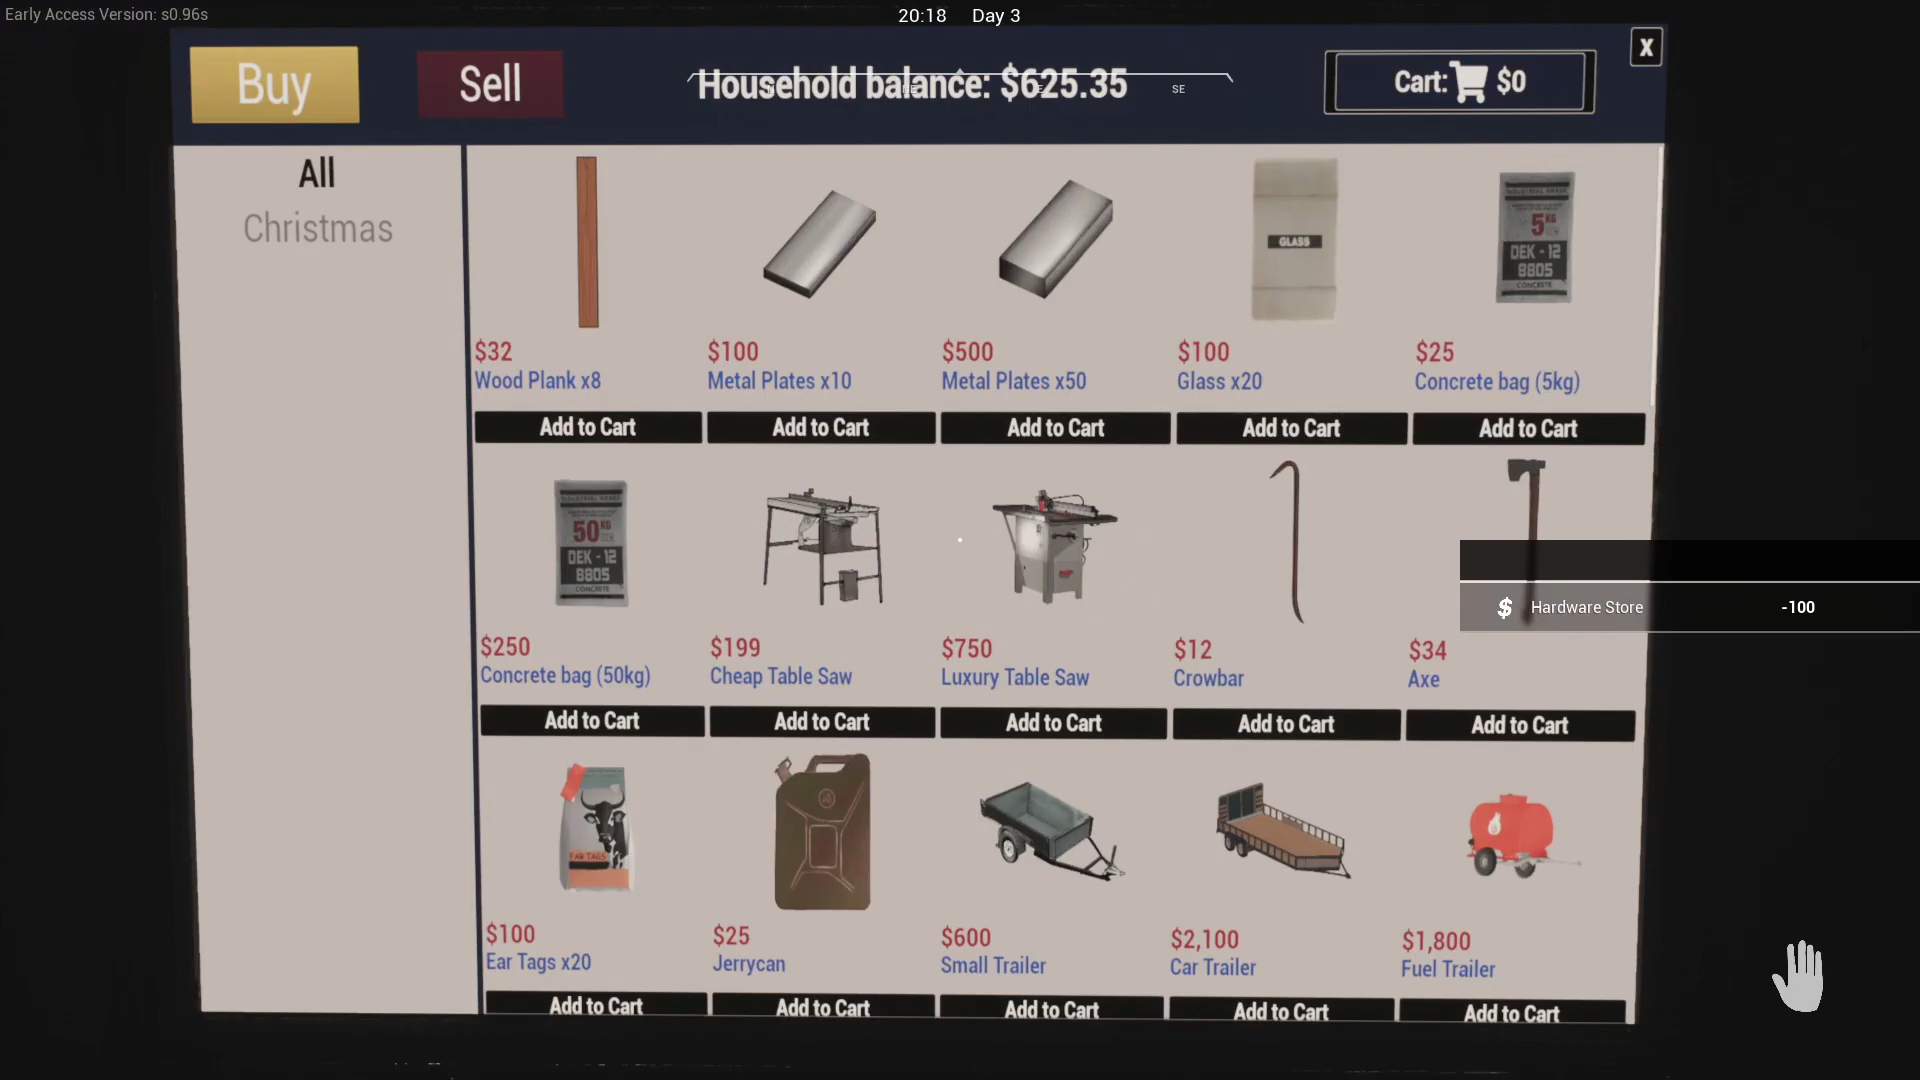 Early Access Version: s0.96s
20:18 Day 3
Buy
Sell
Household balance: $625.35
SE
Cart: $0
X
All
Christmas
GLASS
5KG
DEK - 12
8805
CONCRETE
$32
Wood Plank x8
Add to Cart
$100
Metal Plates x10
Add to Cart
$500
Metal Plates x50
Add to Cart
$100
Glass x20
Add to Cart
$25
Concrete bag (5kg)
Add to Cart
50KG
DEK - 12
8805
CONCRETE
$250
Concrete bag (50kg)
Add to Cart
$199
Cheap Table Saw
Add to Cart
$750
Luxury Table Saw
Add to Cart
$12
Crowbar
Add to Cart
$34
Axe
Add to Cart
$ Hardware Store -100
EAR TAGS
$100
Ear Tags x20
Add to Cart
$25
Jerrycan
Add to Cart
$600
Small Trailer
Add to Cart
$2,100
Car Trailer
Add to Cart
$1,800
Fuel Trailer
Add to Cart